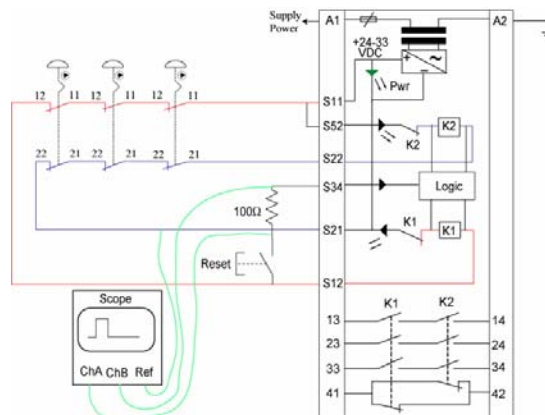 Supply
Power
A1
A2
+24-33
VDC
+
~
−
Pwr
12 11 12 11 12 11
S11
S52
K2
K2
22 21 22 21 22 21
S22
S34
Logic
100Ω
S21
K1
K1
Reset
S12
Scope
ChA ChB Ref
K1 K2
13 14
23 24
33 34
41 42